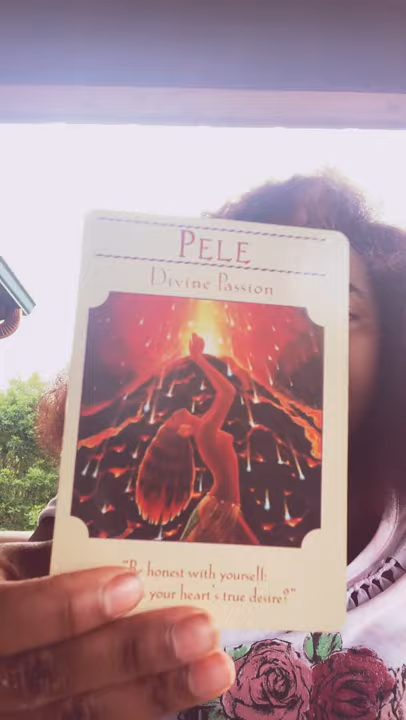 PELE
Divine Passion
"Be honest with yourself:
your heart's true desire?"